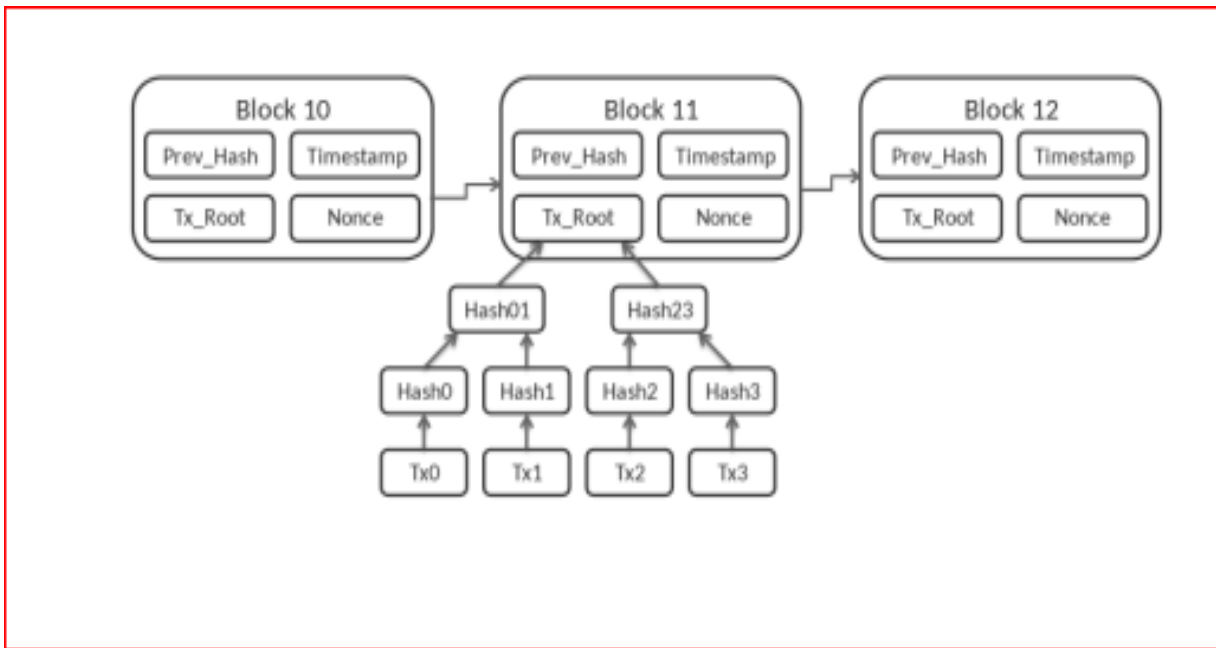 Block 10 Block 11 Block 12
Prev_Hash Timestamp Prev_Hash Timestamp Prev_Hash Timestamp
Tx_Root Nonce Tx_Root Nonce Tx_Root Nonce
Hash01 Hash23
Hash0 Hash1 Hash2 Hash3
Tx0 Tx1 Tx2 Tx3